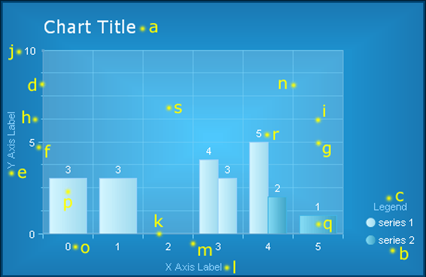 Chart Title a
j 10
d
n
s
h
i
f 5
4
5
r
g
Y Axis Label
e
3
3
3
p
2
c
Legend
series 1
1
q
k
0
series 2
m
b
0 o 1 2 3 4 5
X Axis Label l